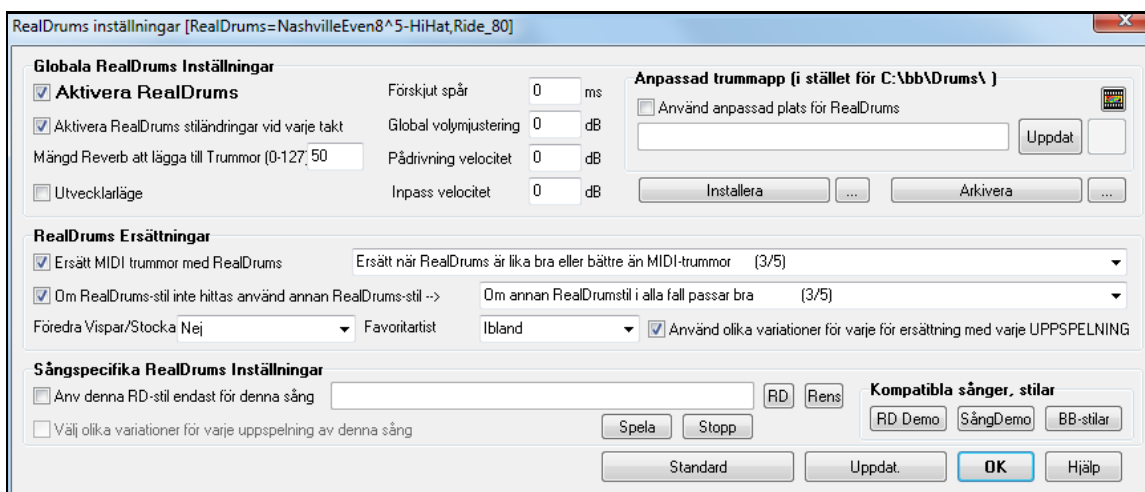 RealDrums inställningar [RealDrums=NashvilleEven8^5-HiHat,Ride_80]
X
Globala RealDrums Inställningar
Aktivera RealDrums
Aktivera RealDrums stiländringar vid varje takt
Mängd Reverb att lägga till Trummor (0-127) 50
Utvecklarläge
Förskjut spår 0 ms
Global volymjustering 0 dB
Pådrivning velocitet 0 dB
Inpass velocitet 0 dB
Anpassad trummapp (i stället för C:\bb\Drums\ )
Använd anpassad plats för RealDrums
Uppdat
Installera ... Arkivera ...
RealDrums Ersättningar
Ersätt MIDI trummor med RealDrums Ersätt när RealDrums är lika bra eller bättre än MIDI-trummor (3/5)
Om RealDrums-stil inte hittas använd annan RealDrums-stil --> Om annan RealDrumstil i alla fall passar bra (3/5)
Föredra Vispar/Stocka Nej Favoritartist Ibland Använd olika variationer för varje för ersättning med varje UPPSPELNING
Sångspecifika RealDrums Inställningar
Anv denna RD-stil endast för denna sång RD Rens
Välj olika variationer för varje uppspelning av denna sång Spela Stopp
Kompatibla sånger, stilar
RD Demo SångDemo BB-stilar
Standard Uppdat. OK Hjälp